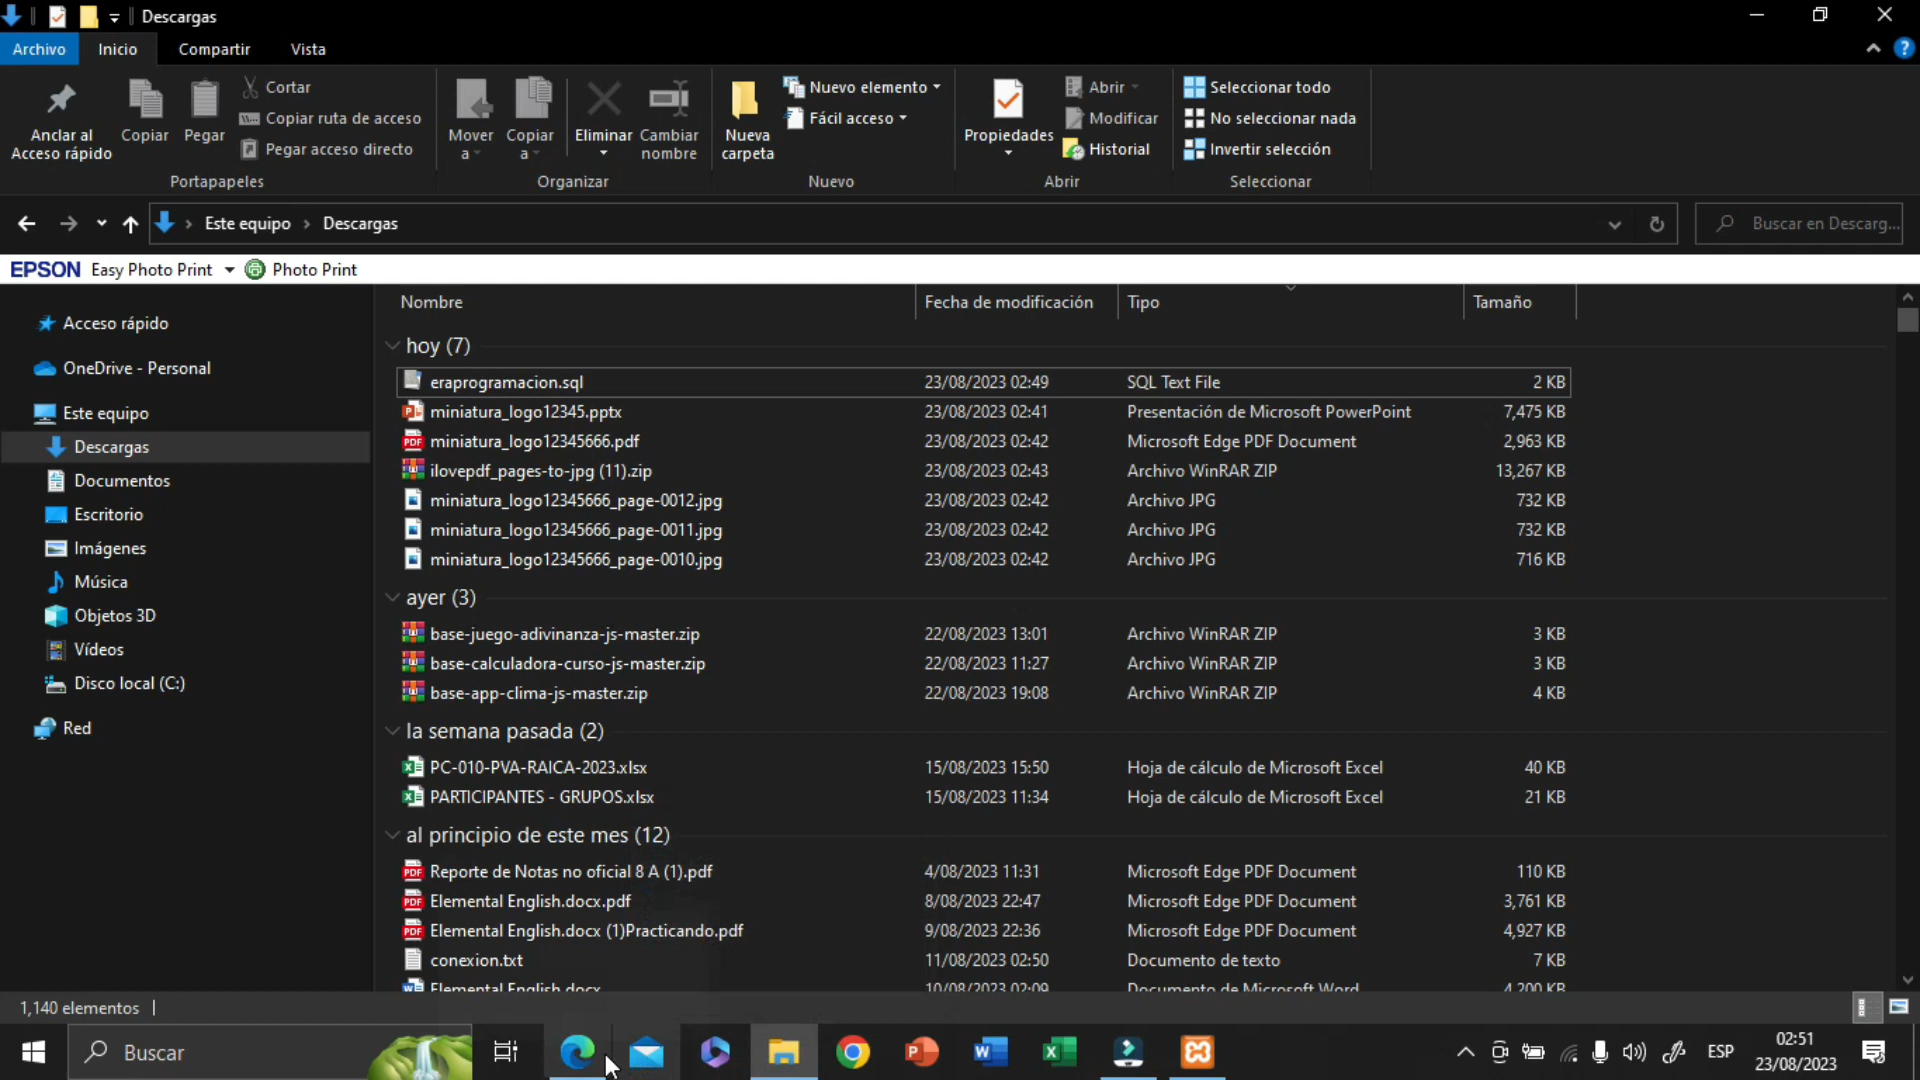 Descargas
Archivo Inicio Compartir Vista
Anclar al Acceso rápido
Copiar
Pegar
Cortar
Copiar ruta de acceso
Pegar acceso directo
Mover a
Copiar a
Eliminar
Cambiar nombre
Nueva carpeta
Nuevo elemento
Fácil acceso
Propiedades
Abrir
Modificar
Historial
Seleccionar todo
No seleccionar nada
Invertir selección
Portapapeles Organizar Nuevo Abrir Seleccionar
Este equipo Descargas
Buscar en Descarg...
EPSON Easy Photo Print Photo Print
Acceso rápido
OneDrive - Personal
Este equipo
Descargas
Documentos
Escritorio
Imágenes
Música
Objetos 3D
Vídeos
Disco local (C:)
Red
Nombre Fecha de modificación Tipo Tamaño
hoy (7)
eraprogramacion.sql 23/08/2023 02:49 SQL Text File 2 KB
miniatura_logo12345.pptx 23/08/2023 02:41 Presentación de Microsoft PowerPoint 7,475 KB
miniatura_logo12345666.pdf 23/08/2023 02:42 Microsoft Edge PDF Document 2,963 KB
ilovepdf_pages-to-jpg (11).zip 23/08/2023 02:43 Archivo WinRAR ZIP 13,267 KB
miniatura_logo12345666_page-0012.jpg 23/08/2023 02:42 Archivo JPG 732 KB
miniatura_logo12345666_page-0011.jpg 23/08/2023 02:42 Archivo JPG 732 KB
miniatura_logo12345666_page-0010.jpg 23/08/2023 02:42 Archivo JPG 716 KB
ayer (3)
base-juego-adivinanza-js-master.zip 22/08/2023 13:01 Archivo WinRAR ZIP 3 KB
base-calculadora-curso-js-master.zip 22/08/2023 11:27 Archivo WinRAR ZIP 3 KB
base-app-clima-js-master.zip 22/08/2023 19:08 Archivo WinRAR ZIP 4 KB
la semana pasada (2)
PC-010-PVA-RAICA-2023.xlsx 15/08/2023 15:50 Hoja de cálculo de Microsoft Excel 40 KB
PARTICIPANTES - GRUPOS.xlsx 15/08/2023 11:34 Hoja de cálculo de Microsoft Excel 21 KB
al principio de este mes (12)
Reporte de Notas no oficial 8 A (1).pdf 4/08/2023 11:31 Microsoft Edge PDF Document 110 KB
Elemental English.docx.pdf 8/08/2023 22:47 Microsoft Edge PDF Document 3,761 KB
Elemental English.docx (1)Practicando.pdf 9/08/2023 22:36 Microsoft Edge PDF Document 4,927 KB
conexion.txt 11/08/2023 02:50 Documento de texto 7 KB
Elemental English.docx 10/08/2023 02:09 Documento de Microsoft Word 4,200 KB
1,140 elementos
Buscar
ESP
02:51
23/08/2023